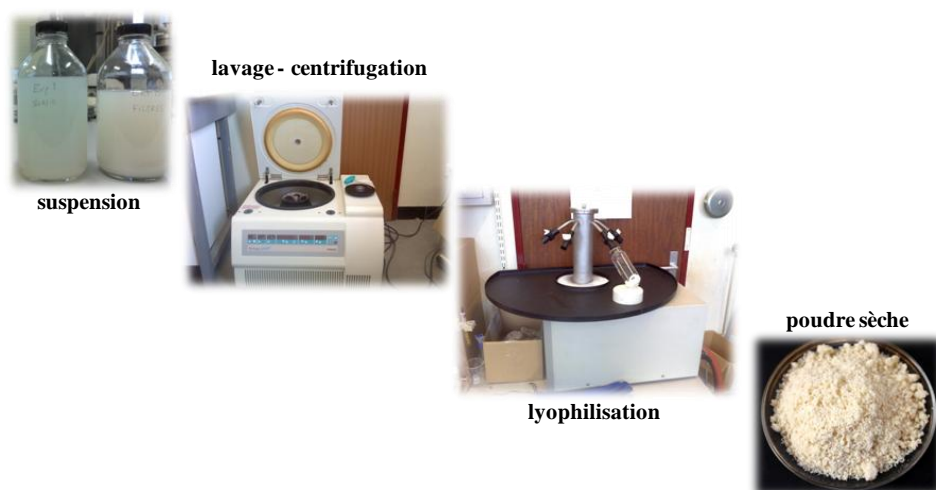 lavage - centrifugation
suspension
lyophilisation
poudre sèche